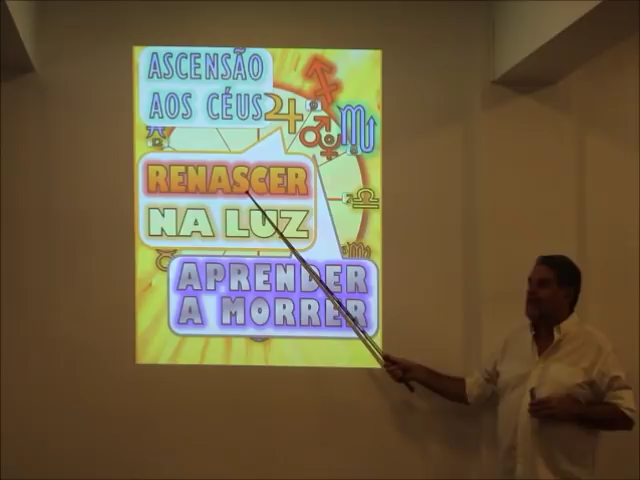 ASCENSÃO
AOS CÉUS
RENASCER
NA LUZ
APRENDER
A MORRER